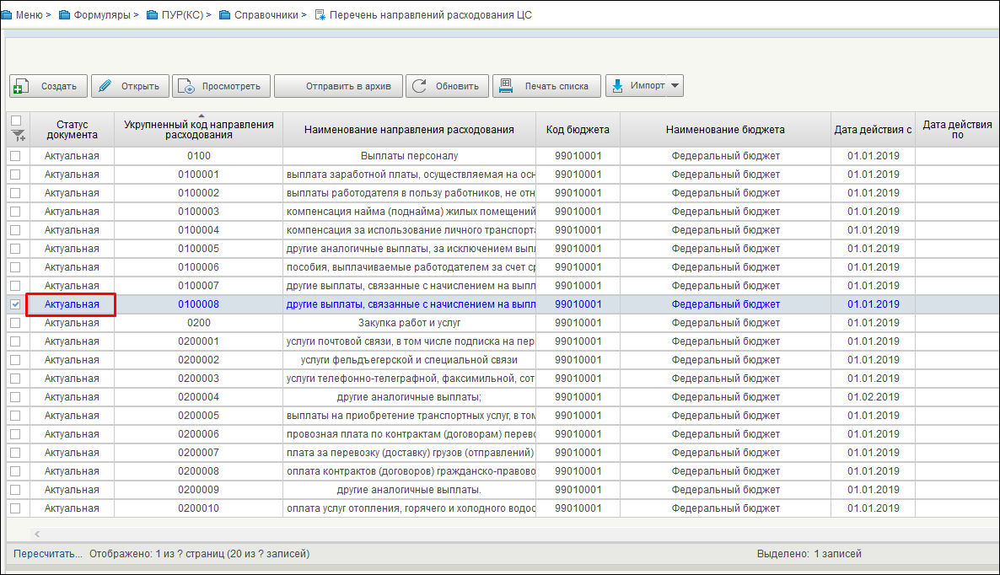 Меню > Формуляры > ПУР(КС) > Справочники > Перечень направлений расходования ЦС
Создать Открыть Просмотреть Отправить в архив Обновить Печать списка Импорт
Статус документа Укрупненный код направления расходования Наименование направления расходования Код бюджета Наименование бюджета Дата действия с Дата действия по
Актуальная 0100 Выплаты персоналу 99010001 Федеральный бюджет 01.01.2019
Актуальная 0100001 выплата заработной платы, осуществляемая на осн 99010001 Федеральный бюджет 01.01.2019
Актуальная 0100002 выплаты работодателя в пользу работников, не отн 99010001 Федеральный бюджет 01.01.2019
Актуальная 0100003 компенсация найма (поднайма) жилых помещений 99010001 Федеральный бюджет 01.01.2019
Актуальная 0100004 компенсация за использование личного транспорта 99010001 Федеральный бюджет 01.01.2019
Актуальная 0100005 другие аналогичные выплаты, за исключением выпл 99010001 Федеральный бюджет 01.01.2019
Актуальная 0100006 пособия, выплачиваемые работодателем за счет ср 99010001 Федеральный бюджет 01.01.2019
Актуальная 0100007 другие выплаты, связанные с начислением на выпл 99010001 Федеральный бюджет 01.01.2019
Актуальная 0100008 другие выплаты, связанные с начислением на выпл 99010001 Федеральный бюджет 01.01.2019
Актуальная 0200 Закупка работ и услуг 99010001 Федеральный бюджет 01.01.2019
Актуальная 0200001 услуги почтовой связи, в том числе подписка на пер 99010001 Федеральный бюджет 01.01.2019
Актуальная 0200002 услуги фельдъегерской и специальной связи 99010001 Федеральный бюджет 01.01.2019
Актуальная 0200003 услуги телефонно-телеграфной, факсимильной, сот 99010001 Федеральный бюджет 01.01.2019
Актуальная 0200004 другие аналогичные выплаты; 99010001 Федеральный бюджет 01.02.2019
Актуальная 0200005 выплаты на приобретение транспортных услуг, в том 99010001 Федеральный бюджет 01.01.2019
Актуальная 0200006 провозная плата по контрактам (договорам) перево 99010001 Федеральный бюджет 01.01.2019
Актуальная 0200007 плата за перевозку (доставку) грузов (отправлений) 99010001 Федеральный бюджет 01.01.2019
Актуальная 0200008 оплата контрактов (договоров) гражданско-правово 99010001 Федеральный бюджет 01.01.2019
Актуальная 0200009 другие аналогичные выплаты. 99010001 Федеральный бюджет 01.01.2019
Актуальная 0200010 оплата услуг отопления, горячего и холодного водос 99010001 Федеральный бюджет 01.01.2019
Пересчитать... Отображено: 1 из ? страниц (20 из ? записей) Выделено: 1 записей